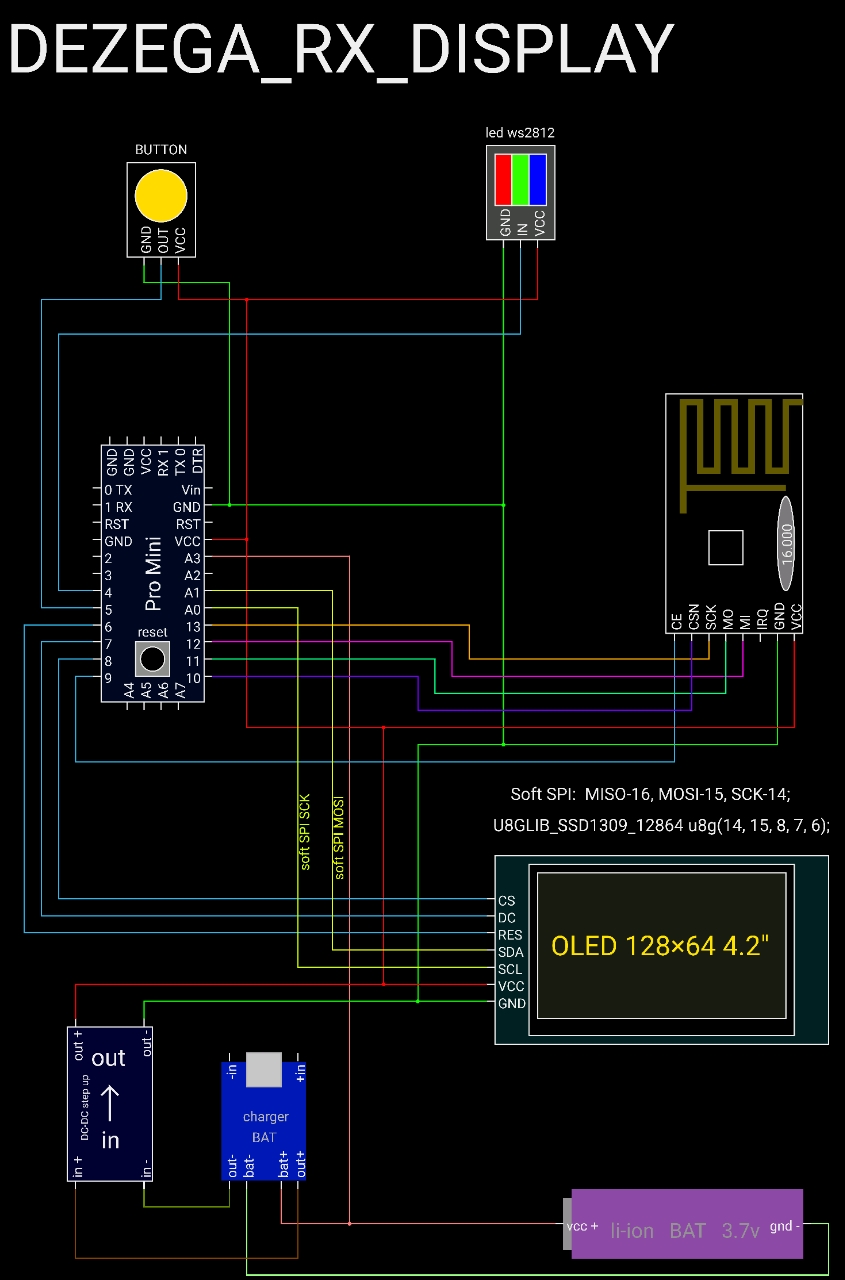 DEZEGA_RX_DISPLAY
led ws2812
BUTTON
GND OUT VCC
GND IN VCC
GND GND VCC RX 1 TX 0 DTR
0 TX Vin
1 RX GND
RST RST
GND VCC
2 A3
3 A2
4 A1
5 A0
6 13
7 12
8 11
9 10
Pro Mini
reset
A4 A5 A6 A7
16.000
CE CSN SCK MO MI IRQ GND VCC
soft SPI SCK
soft SPI MOSI
Soft SPI: MISO-16, MOSI-15, SCK-14;
U8GLIB_SSD1309_12864 u8g(14, 15, 8, 7, 6);
CS
DC
RES
SDA
SCL
VCC
GND
OLED 128×64 4.2"
out + out -
out
DC-DC step up
in
in + in -
-in +in
charger
BAT
out- bat- bat+ out+
vcc + li-ion BAT 3.7v gnd -